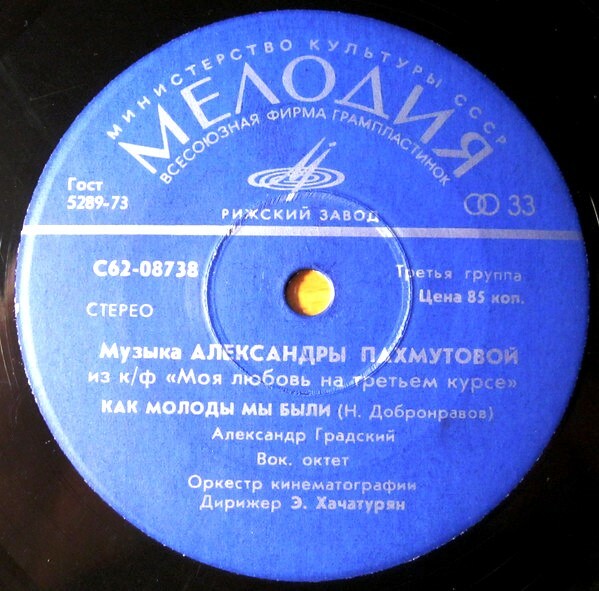 МИНИСТЕРСТВО КУЛЬТУРЫ СССР
МЕЛОДИЯ
ВСЕСОЮЗНАЯ ФИРМА ГРАМПЛАСТИНОК
Гост
5289-73
33
РИЖСКИЙ ЗАВОД
С62-08738
Третья группа
СТЕРЕО
Цена 85 коп.
Музыка АЛЕКСАНДРЫ ПАХМУТОВОЙ
из к/ф «Моя любовь на третьем курсе»
КАК МОЛОДЫ МЫ БЫЛИ (Н. Добронравов)
Александр Градский
Вок. октет
Оркестр кинематографии
Дирижер Э. Хачатурян